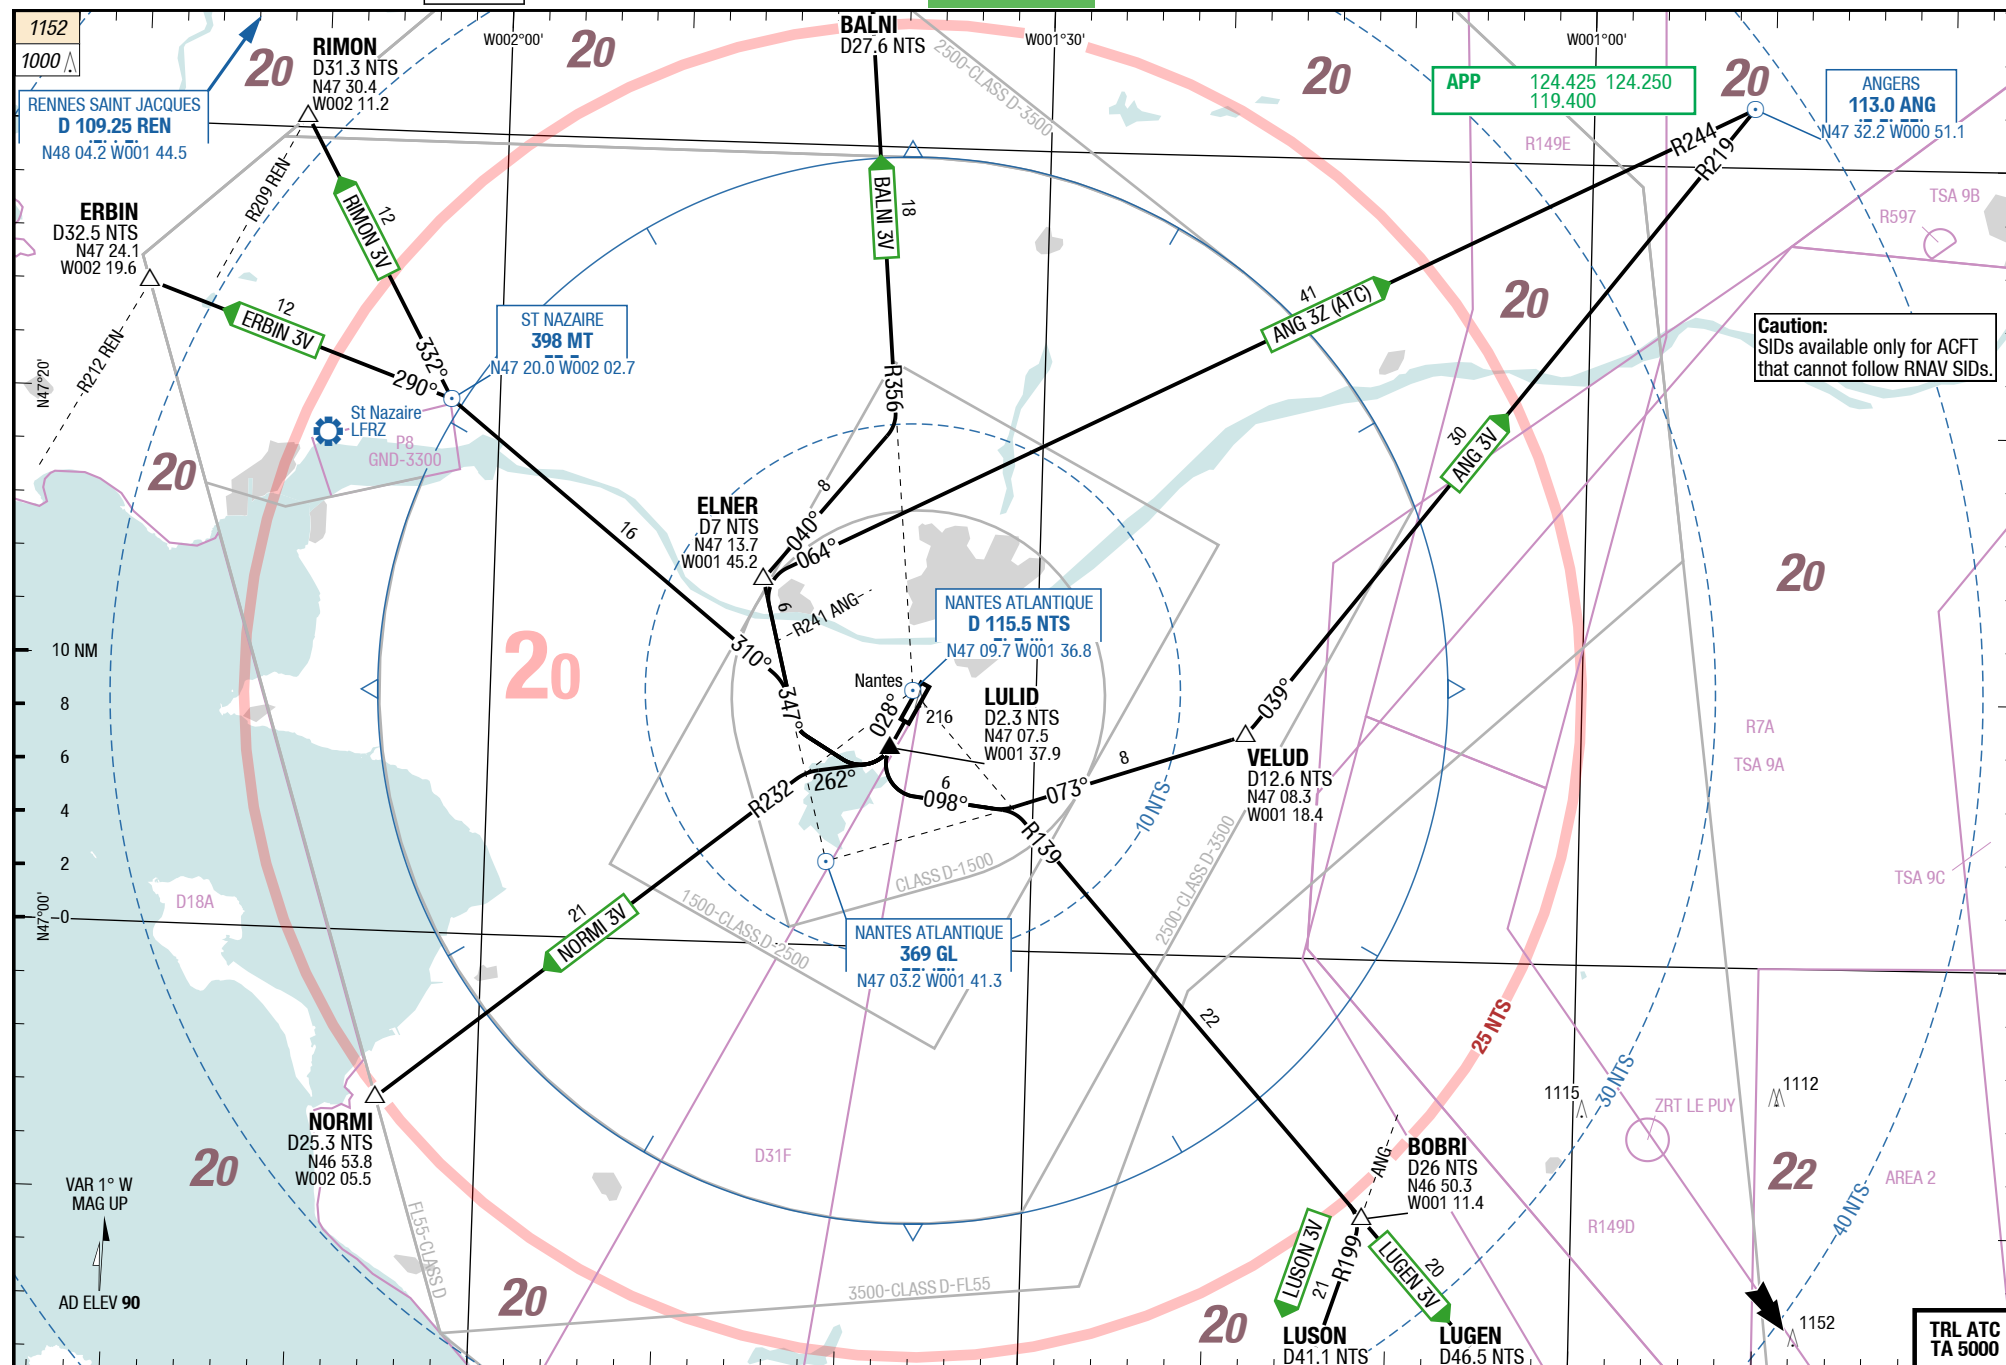 1152
1000
RENNES SAINT JACQUES
D 109.25 REN
N48 04.2 W001 44.5
20
RIMON
D31.3 NTS
N47 30.4
W002 11.2
W002°00'
20
BALNI
D27.6 NTS
2500-CLASS D-3500
W001°30'
20
APP 124.425 124.250
119.400
W001°00'
20
ANGERS
113.0 ANG
N47 32.2 W000 51.1
R244
R219
R149E
TSA 9B
R597
R209 REN
12
RIMON 3V
18
BALNI 3V
ERBIN
D32.5 NTS
N47 24.1
W002 19.6
12
ERBIN 3V
R212 REN
332°
290°
ST NAZAIRE
398 MT
N47 20.0 W002 02.7
St Nazaire
LFRZ
P8
GND-3300
N47°20'
R356
41
ANG 3Z (ATC)
20
Caution:
SIDs available only for ACFT
that cannot follow RNAV SIDs.
30
ANG 3V
20
16
ELNER
D7 NTS
N47 13.7
W001 45.2
8
040°
064°
6
R241 ANG
20
NANTES ATLANTIQUE
D 115.5 NTS
N47 09.7 W001 36.8
10 NM
8
6
4
2
0
N47°00'
20
310°
347°
Nantes
028°
216
LULID
D2.3 NTS
N47 07.5
W001 37.9
039°
VELUD
D12.6 NTS
N47 08.3
W001 18.4
8
073°
6
098°
262°
R232
R139
10 NTS
R7A
TSA 9A
TSA 9C
CLASS D-1500
1500-CLASS D-2500
2500-CLASS D-3500
D18A
21
NORMI 3V
NANTES ATLANTIQUE
369 GL
N47 03.2 W001 41.3
22
25 NTS
30 NTS
40 NTS
1115
1112
ZRT LE PUY
NORMI
D25.3 NTS
N46 53.8
W002 05.5
D31F
20
VAR 1° W
MAG UP
AD ELEV 90
FL55-CLASS D
20
3500-CLASS D-FL55
ANG
BOBRI
D26 NTS
N46 50.3
W001 11.4
22
AREA 2
R149D
LUSON 3V
21
R199
20
LUGEN 3V
20
LUSON
D41.1 NTS
LUGEN
D46.5 NTS
1152
TRL ATC
TA 5000